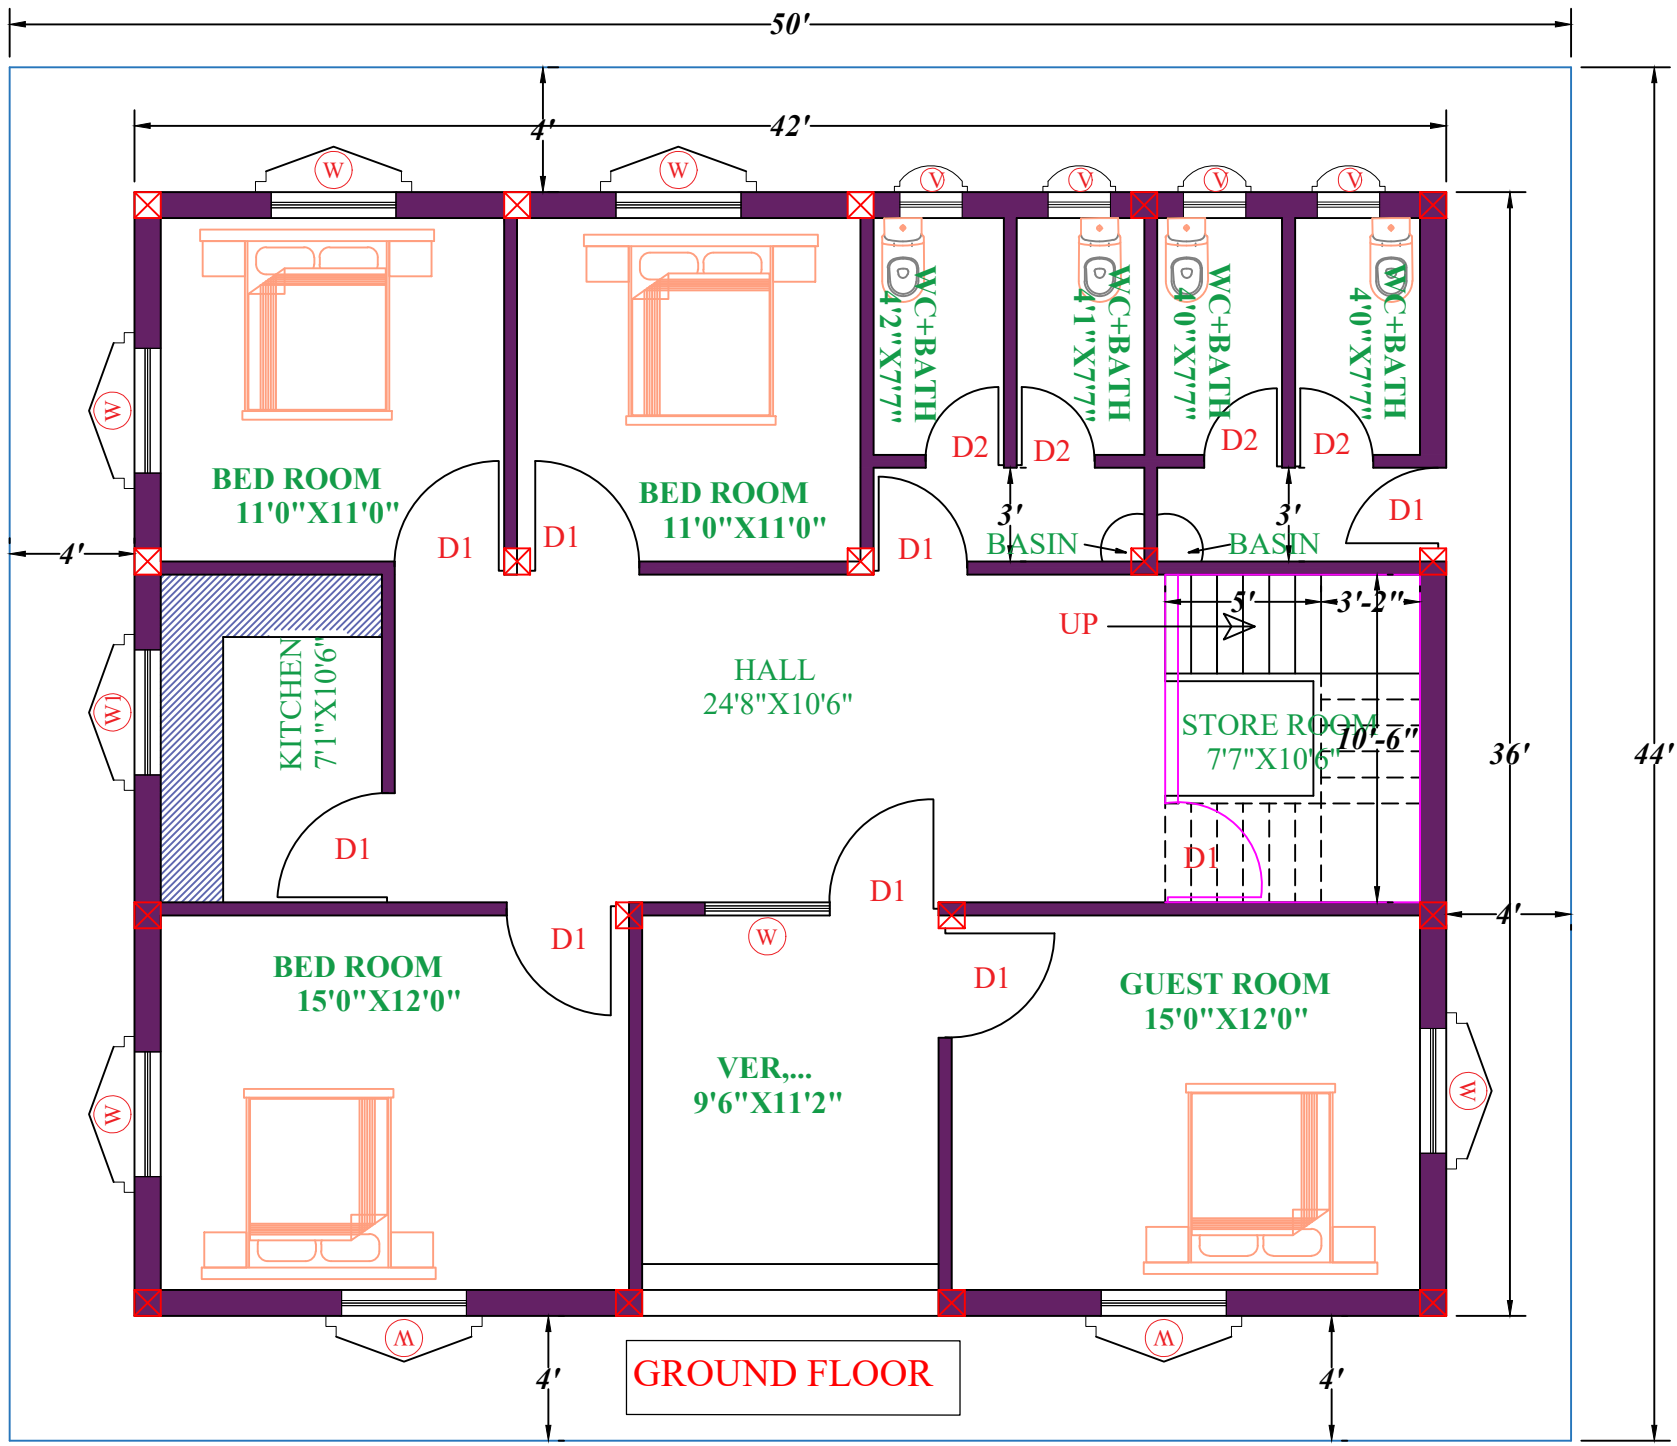 50'
4'
42'
W
W
V
V
V
V
W
WC+BATH
4'2"X7'7"
WC+BATH
4'1"X7'7"
WC+BATH
4'0"X7'7"
WC+BATH
4'0"X7'7"
D2
D2
D2
D2
BED ROOM
11'0"X11'0"
BED ROOM
11'0"X11'0"
D1
D1
D1
D1
3'
3'
BASIN
BASIN
4'
5'
3'-2"
UP
KITCHEN
7'1"X10'6"
W1
HALL
24'8"X10'6"
STORE ROOM
7'7"X10'6"
10'-6"
36'
44'
D1
D1
D1
4'
W
D1
D1
BED ROOM
15'0"X12'0"
GUEST ROOM
15'0"X12'0"
VER,...
9'6"X11'2"
W
W
W
W
GROUND FLOOR
4'
4'